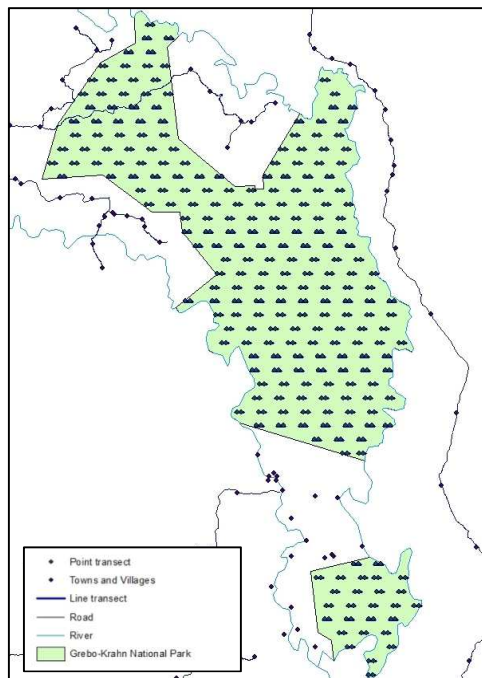 Point transect
Towns and Villages
Line transect
Road
River
Grebo-Krahn National Park